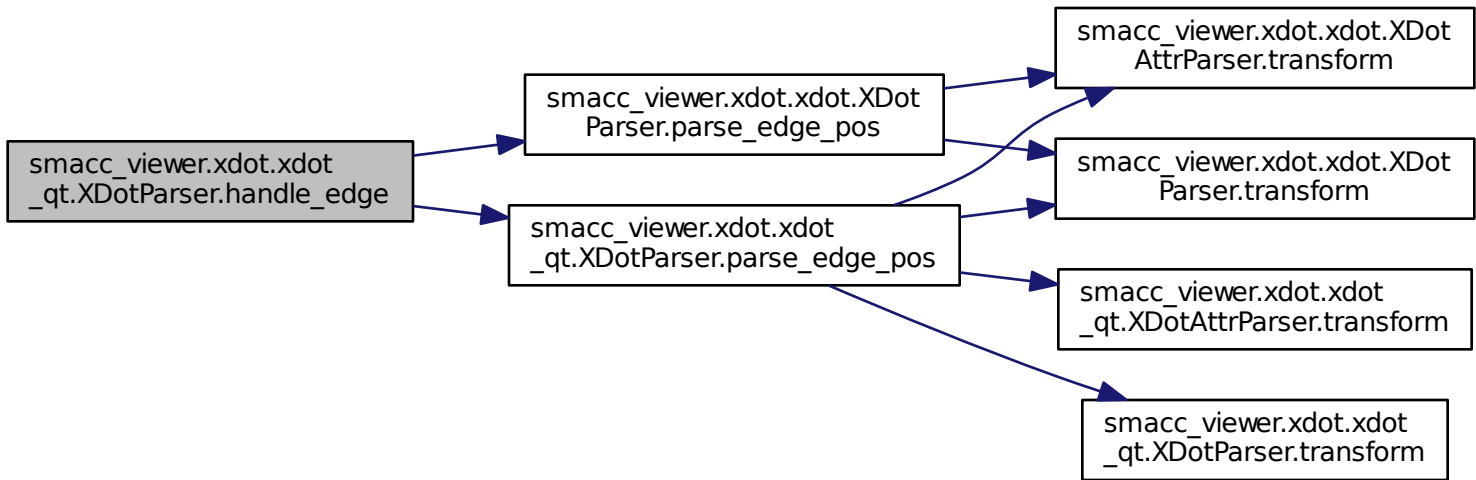 smacc_viewer.xdot.xdot
_qt.XDotParser.handle_edge
smacc_viewer.xdot.xdot.XDot
Parser.parse_edge_pos
smacc_viewer.xdot.xdot
_qt.XDotParser.parse_edge_pos
smacc_viewer.xdot.xdot.XDot
AttrParser.transform
smacc_viewer.xdot.xdot.XDot
Parser.transform
smacc_viewer.xdot.xdot
_qt.XDotAttrParser.transform
smacc_viewer.xdot.xdot
_qt.XDotParser.transform